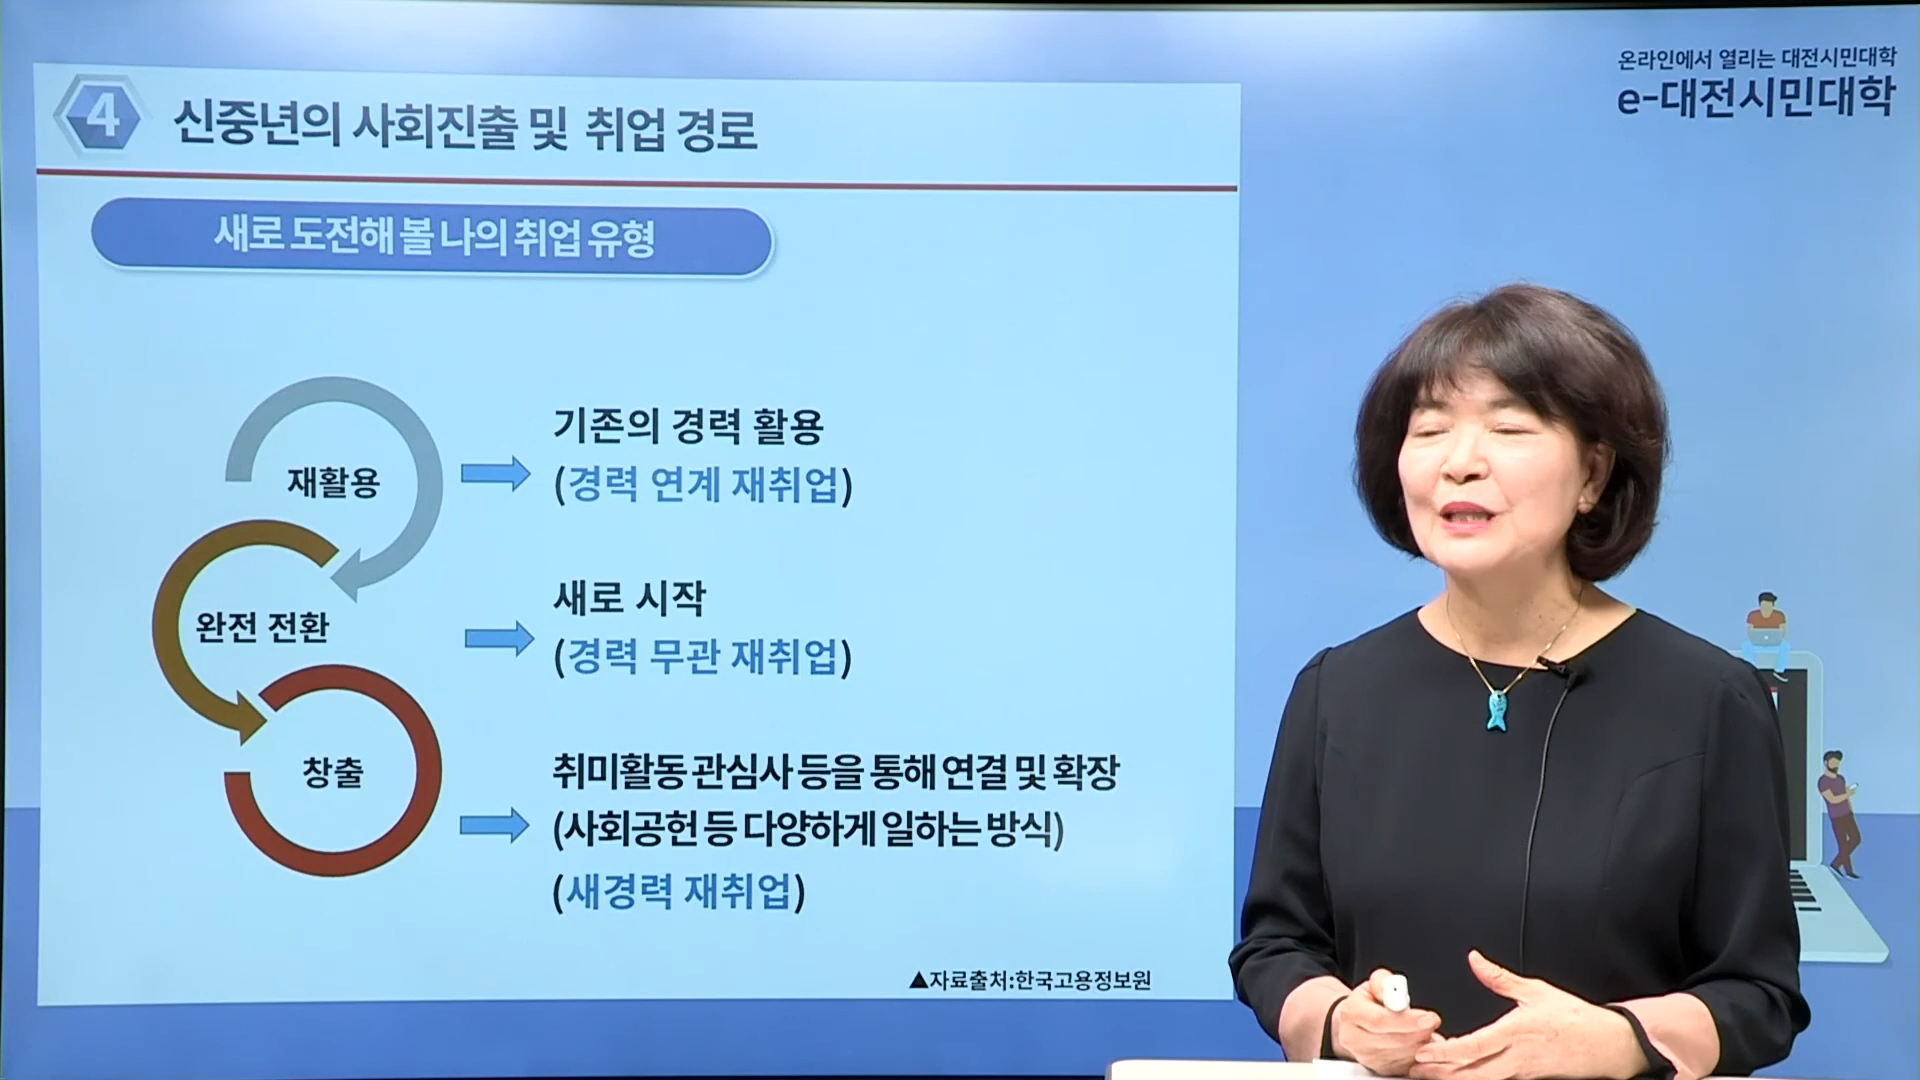 온라인에서 열리는 대전시민대학
e-대전시민대학
4 신중년의 사회진출 및 취업 경로
새로 도전해 볼 나의 취업 유형
재활용
기존의 경력 활용
(경력 연계 재취업)
완전 전환
새로 시작
(경력 무관 재취업)
창출
취미활동 관심사 등을 통해 연결 및 확장
(사회공헌 등 다양하게 일하는 방식)
(새경력 재취업)
▲자료출처:한국고용정보원